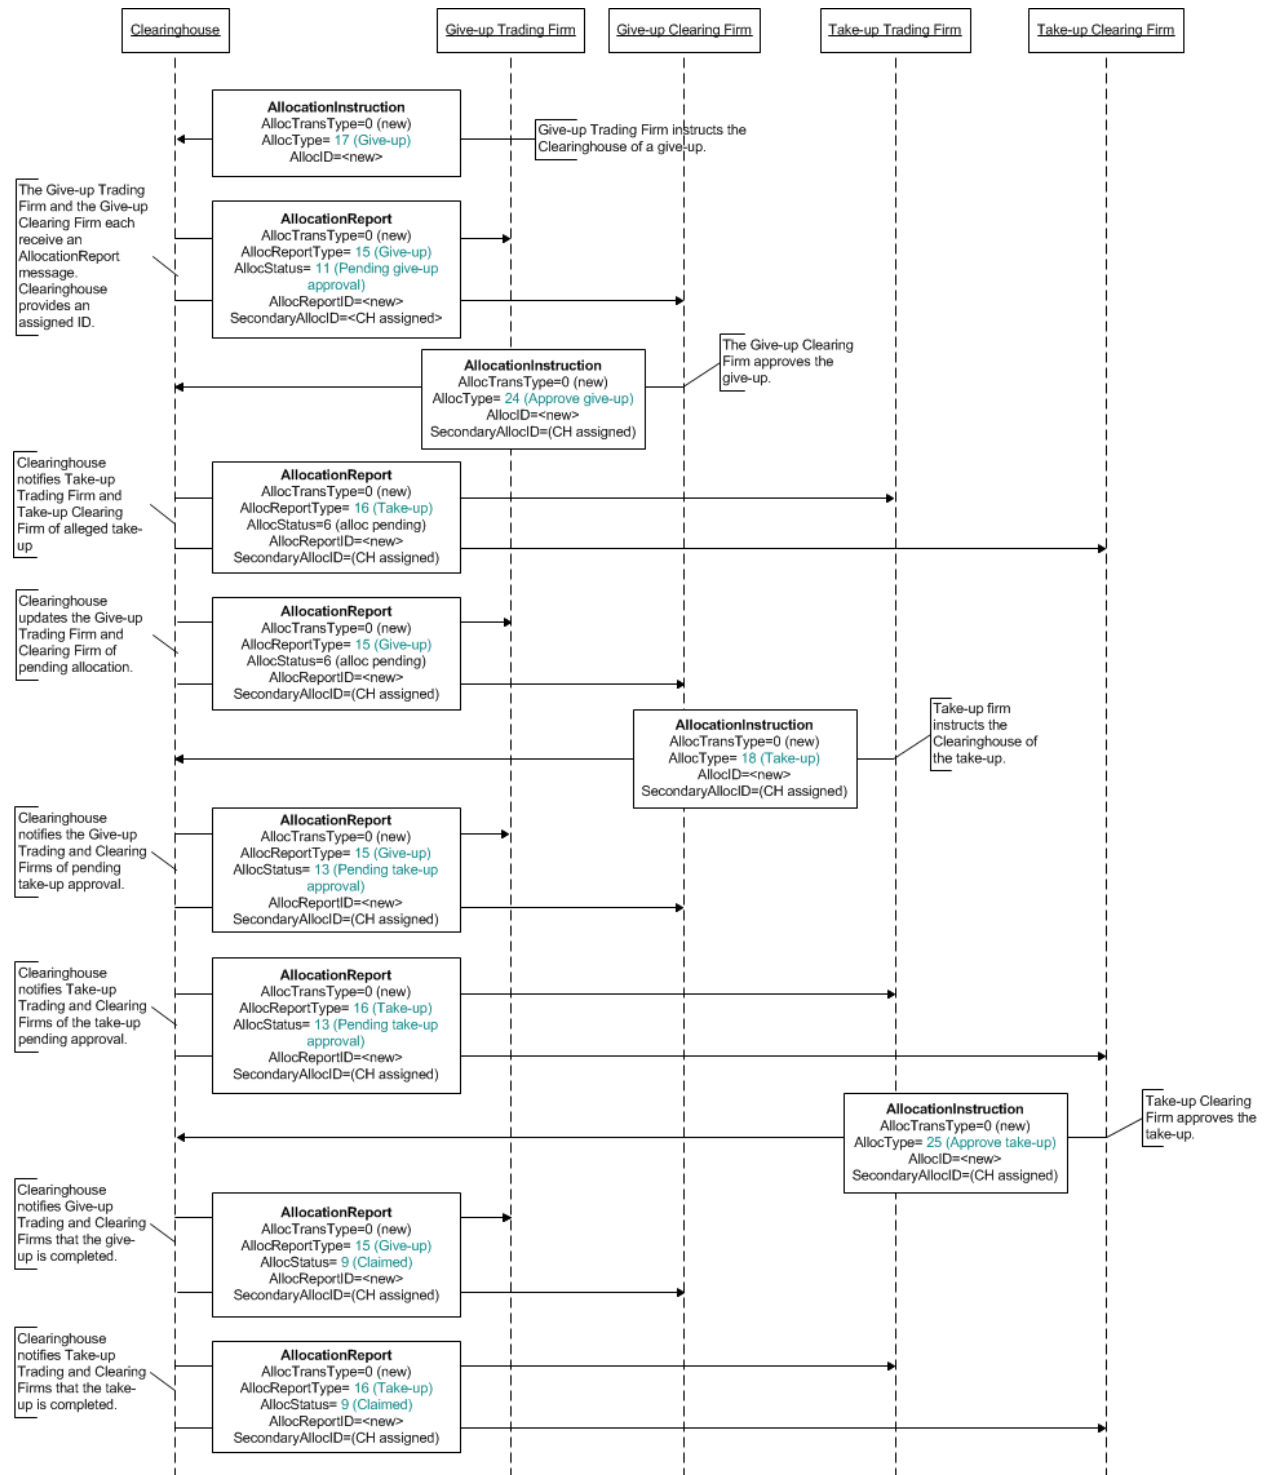 Clearinghouse
Give-up Trading Firm
Give-up Clearing Firm
Take-up Trading Firm
Take-up Clearing Firm
AllocationInstruction
AllocTransType=0 (new)
AllocType= 17 (Give-up)
AllocID=<new>
Give-up Trading Firm instructs the
Clearinghouse of a give-up.
The Give-up Trading
Firm and the Give-up
Clearing Firm each
receive an
AllocationReport
message.
Clearinghouse
provides an
assigned ID.
AllocationReport
AllocTransType=0 (new)
AllocReportType= 15 (Give-up)
AllocStatus= 11 (Pending give-up
approval)
AllocReportID=<new>
SecondaryAllocID=<CH assigned>
The Give-up Clearing
Firm approves the
give-up.
AllocationInstruction
AllocTransType=0 (new)
AllocType= 24 (Approve give-up)
AllocID=<new>
SecondaryAllocID=(CH assigned)
Clearinghouse
notifies Take-up
Trading Firm and
Take-up Clearing
Firm of alleged take-
up
AllocationReport
AllocTransType=0 (new)
AllocReportType= 16 (Take-up)
AllocStatus=6 (alloc pending)
AllocReportID=<new>
SecondaryAllocID=(CH assigned)
Clearinghouse
updates the Give-up
Trading Firm and
Clearing Firm of
pending allocation.
AllocationReport
AllocTransType=0 (new)
AllocReportType= 15 (Give-up)
AllocStatus=6 (alloc pending)
AllocReportID=<new>
SecondaryAllocID=(CH assigned)
Take-up firm
instructs the
Clearinghouse of
the take-up.
AllocationInstruction
AllocTransType=0 (new)
AllocType= 18 (Take-up)
AllocID=<new>
SecondaryAllocID=(CH assigned)
Clearinghouse
notifies the Give-up
Trading and Clearing
Firms of pending
take-up approval.
AllocationReport
AllocTransType=0 (new)
AllocReportType= 15 (Give-up)
AllocStatus= 13 (Pending take-up
approval)
AllocReportID=<new>
SecondaryAllocID=(CH assigned)
Clearinghouse
notifies Take-up
Trading and Clearing
Firms of the take-up
pending approval.
AllocationReport
AllocTransType=0 (new)
AllocReportType= 16 (Take-up)
AllocStatus= 13 (Pending take-up
approval)
AllocReportID=<new>
SecondaryAllocID=(CH assigned)
Take-up Clearing
Firm approves the
take-up.
AllocationInstruction
AllocTransType=0 (new)
AllocType= 25 (Approve take-up)
AllocID=<new>
SecondaryAllocID=(CH assigned)
Clearinghouse
notifies Give-up
Trading and Clearing
Firms that the give-
up is completed.
AllocationReport
AllocTransType=0 (new)
AllocReportType= 15 (Give-up)
AllocStatus= 9 (Claimed)
AllocReportID=<new>
SecondaryAllocID=(CH assigned)
Clearinghouse
notifies Take-up
Trading and Clearing
Firms that the take-
up is completed.
AllocationReport
AllocTransType=0 (new)
AllocReportType= 16 (Take-up)
AllocStatus= 9 (Claimed)
AllocReportID=<new>
SecondaryAllocID=(CH assigned)